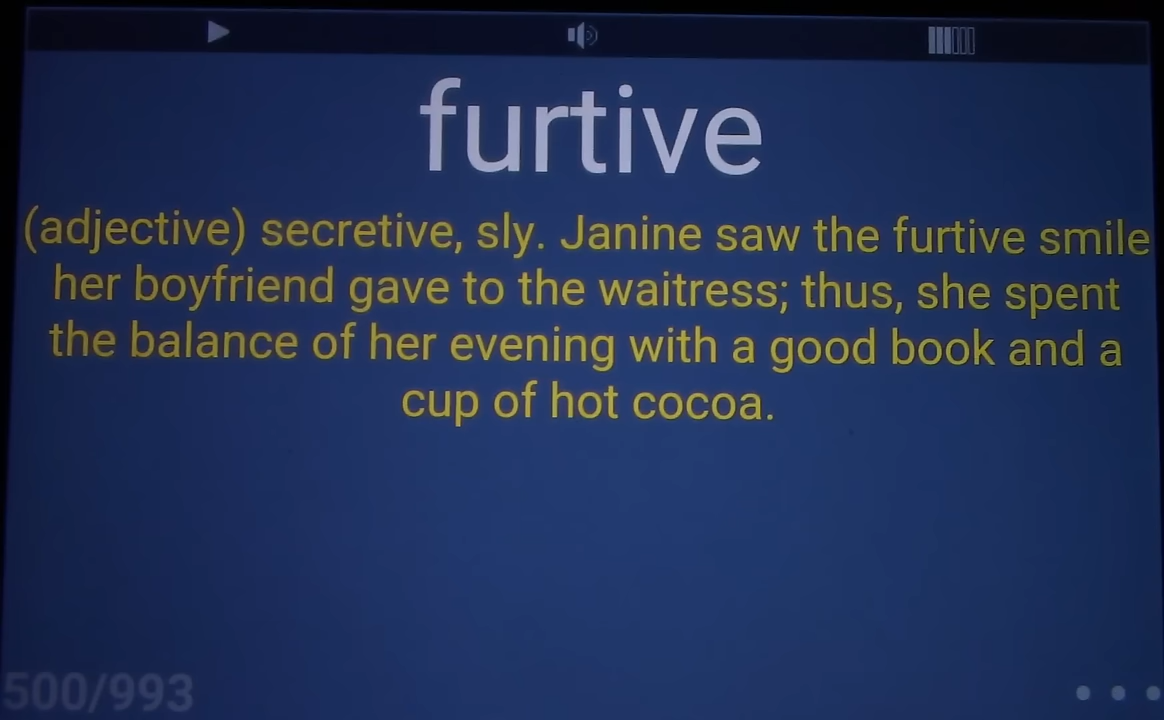 furtive
(adjective) secretive, sly. Janine saw the furtive smile
her boyfriend gave to the waitress; thus, she spent
the balance of her evening with a good book and a
cup of hot cocoa.
500/993